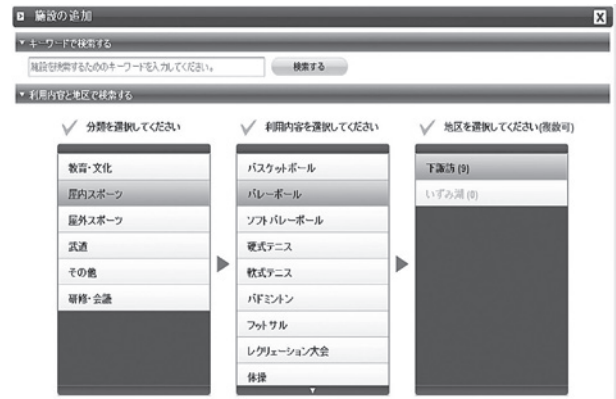 施設の追加
X
▼ キーワードで検索する
施設を検索するためのキーワードを入力してください。
検索する
▼ 利用内容と地区で検索する
分類を選択してください
教育・文化
屋内スポーツ
屋外スポーツ
武道
その他
研修・会議
利用内容を選択してください
バスケットボール
バレーボール
ソフトバレーボール
硬式テニス
軟式テニス
バドミントン
フットサル
レクリェーション大会
体操
地区を選択してください(複数可)
下諏訪 (9)
いずみ湖 (0)